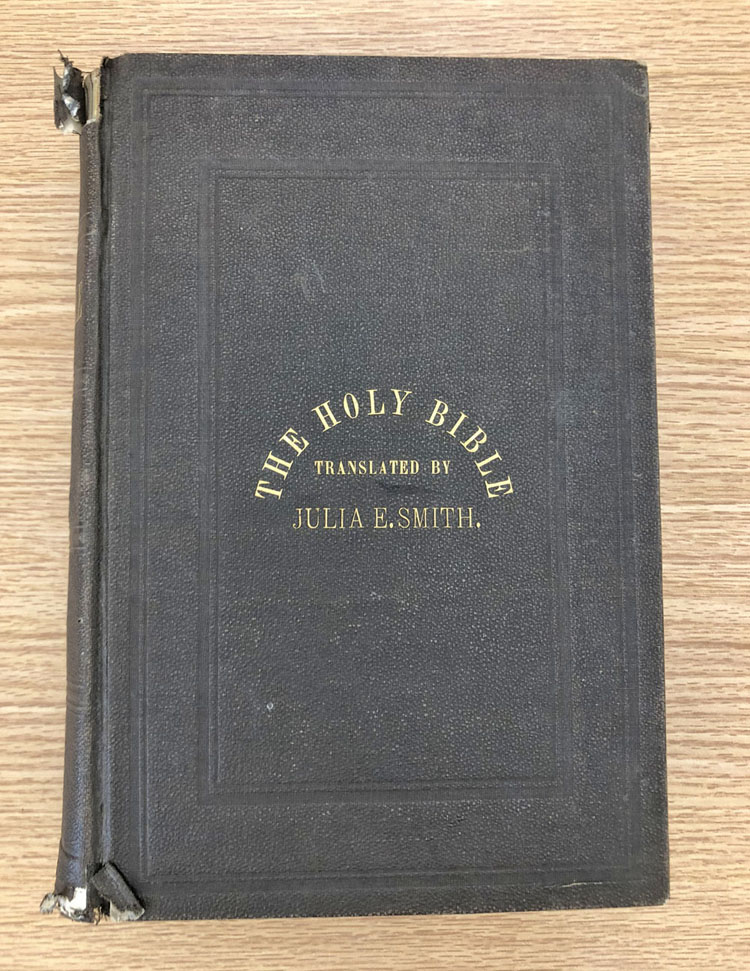 THE HOLY BIBLE
TRANSLATED BY
JULIA E. SMITH.